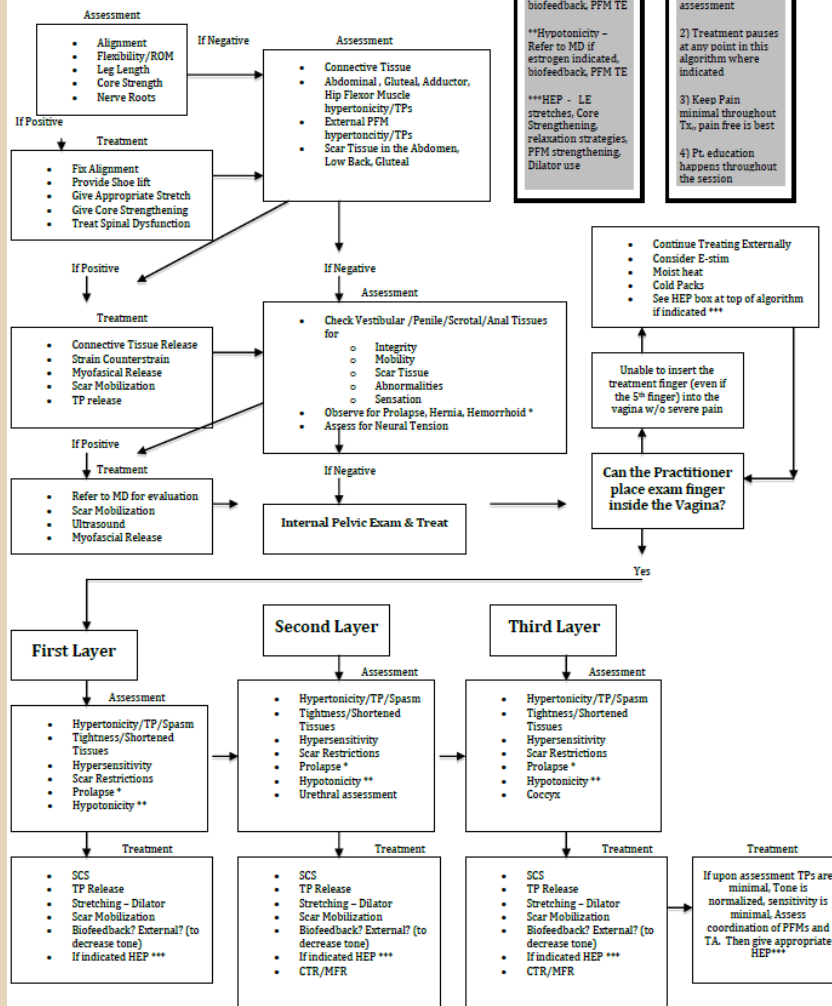 biofeedback, PFM TE
**Hypotonicity –
Refer to MD if
estrogen indicated,
biofeedback, PFM TE
***HEP - LE
stretches, Core
Strengthening,
relaxation strategies,
PFM strengthening,
Dilator use
assessment
2) Treatment pauses
at any point in this
algorithm where
indicated
3) Keep Pain
minimal throughout
Tx,, pain free is best
4) Pt. education
happens throughout
the session
Assessment
• Alignment
• Flexibility/ROM
• Leg Length
• Core Strength
• Nerve Roots
If Negative
Assessment
• Connective Tissue
• Abdominal , Gluteal, Adductor,
Hip Flexor Muscle
hypertonicity/TPs
• External PFM
hypertoncitiy/TPs
• Scar Tissue in the Abdomen,
Low Back, Gluteal
If Positive
Treatment
• Fix Alignment
• Provide Shoe lift
• Give Appropriate Stretch
• Give Core Strengthening
• Treat Spinal Dysfunction
If Positive
Treatment
• Connective Tissue Release
• Strain Counterstrain
• Myofasical Release
• Scar Mobilization
• TP release
If Negative
Assessment
• Check Vestibular /Penile/Scrotal/Anal Tissues
for
o Integrity
o Mobility
o Scar Tissue
o Abnormalities
o Sensation
• Observe for Prolapse, Hernia, Hemorrhoid *
• Assess for Neural Tension
• Continue Treating Externally
• Consider E-stim
• Moist heat
• Cold Packs
• See HEP box at top of algorithm
if indicated ***
Unable to insert the
treatment finger (even if
the 5th finger) into the
vagina w/o severe pain
If Positive
Treatment
• Refer to MD for evaluation
• Scar Mobilization
• Ultrasound
• Myofascial Release
If Negative
Internal Pelvic Exam & Treat
Can the Practitioner
place exam finger
inside the Vagina?
Yes
First Layer
Assessment
• Hypertonicity/TP/Spasm
• Tightness/Shortened
Tissues
• Hypersensitivity
• Scar Restrictions
• Prolapse *
• Hypotonicity **
Treatment
• SCS
• TP Release
• Stretching – Dilator
• Scar Mobilization
• Biofeedback? External? (to
decrease tone)
• If indicated HEP ***
Second Layer
Assessment
• Hypertonicity/TP/Spasm
• Tightness/Shortened
Tissues
• Hypersensitivity
• Scar Restrictions
• Prolapse *
• Hypotonicity **
• Urethral assessment
Treatment
• SCS
• TP Release
• Stretching – Dilator
• Scar Mobilization
• Biofeedback? External? (to
decrease tone)
• If indicated HEP ***
• CTR/MFR
Third Layer
Assessment
• Hypertonicity/TP/Spasm
• Tightness/Shortened
Tissues
• Hypersensitivity
• Scar Restrictions
• Prolapse *
• Hypotonicity **
• Coccyx
Treatment
• SCS
• TP Release
• Stretching – Dilator
• Scar Mobilization
• Biofeedback? External? (to
decrease tone)
• If indicated HEP ***
• CTR/MFR
Treatment
If upon assessment TPs are
minimal, Tone is
normalized, sensitivity is
minimal, Assess
coordination of PFMs and
TA. Then give appropriate
HEP***